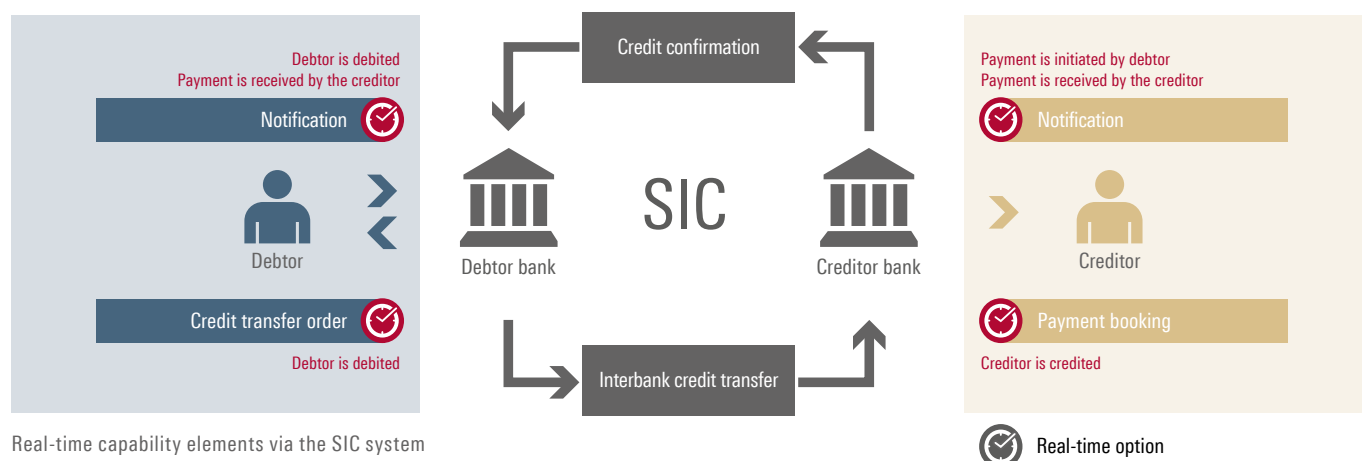 Debtor is debited
Payment is received by the creditor
Notification
Debtor
Credit transfer order
Debtor is debited
Credit confirmation
SIC
Debtor bank
Creditor bank
Interbank credit transfer
Payment is initiated by debtor
Payment is received by the creditor
Notification
Creditor
Payment booking
Creditor is credited
Real-time capability elements via the SIC system
Real-time option